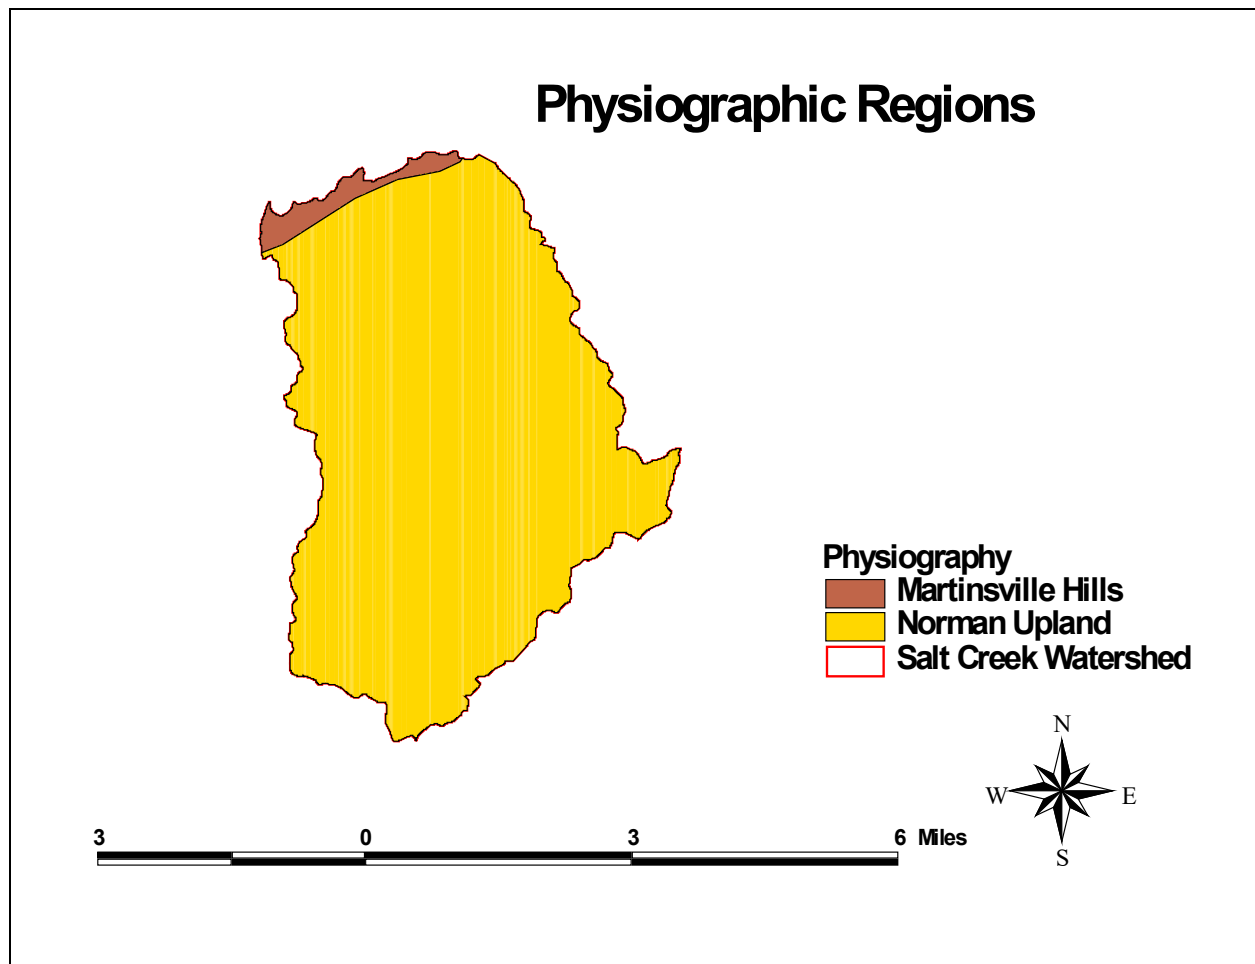 Physiographic Regions
Physiography
Martinsville Hills
Norman Upland
Salt Creek Watershed
N
W E
S
3 0 3 6 Miles